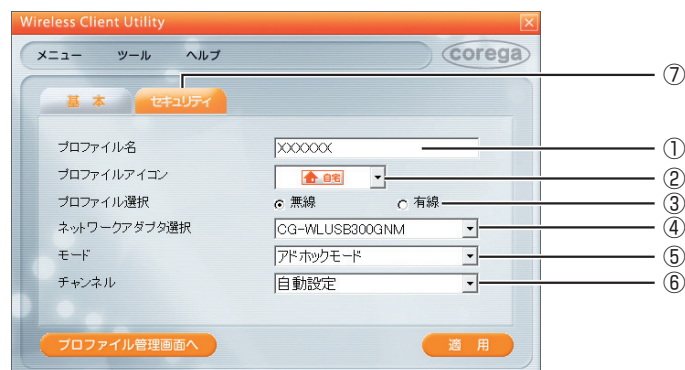 Wireless Client Utility
メニュー ツール ヘルプ corega
⑦
基 本 セキュリティ
プロファイル名 XXXXXX ①
プロファイルアイコン 自宅 ②
プロファイル選択 無線 有線 ③
ネットワークアダプタ選択 CG-WLUSB300GNM ④
モード アドホックモード ⑤
チャンネル 自動設定 ⑥
プロファイル管理画面へ 適 用